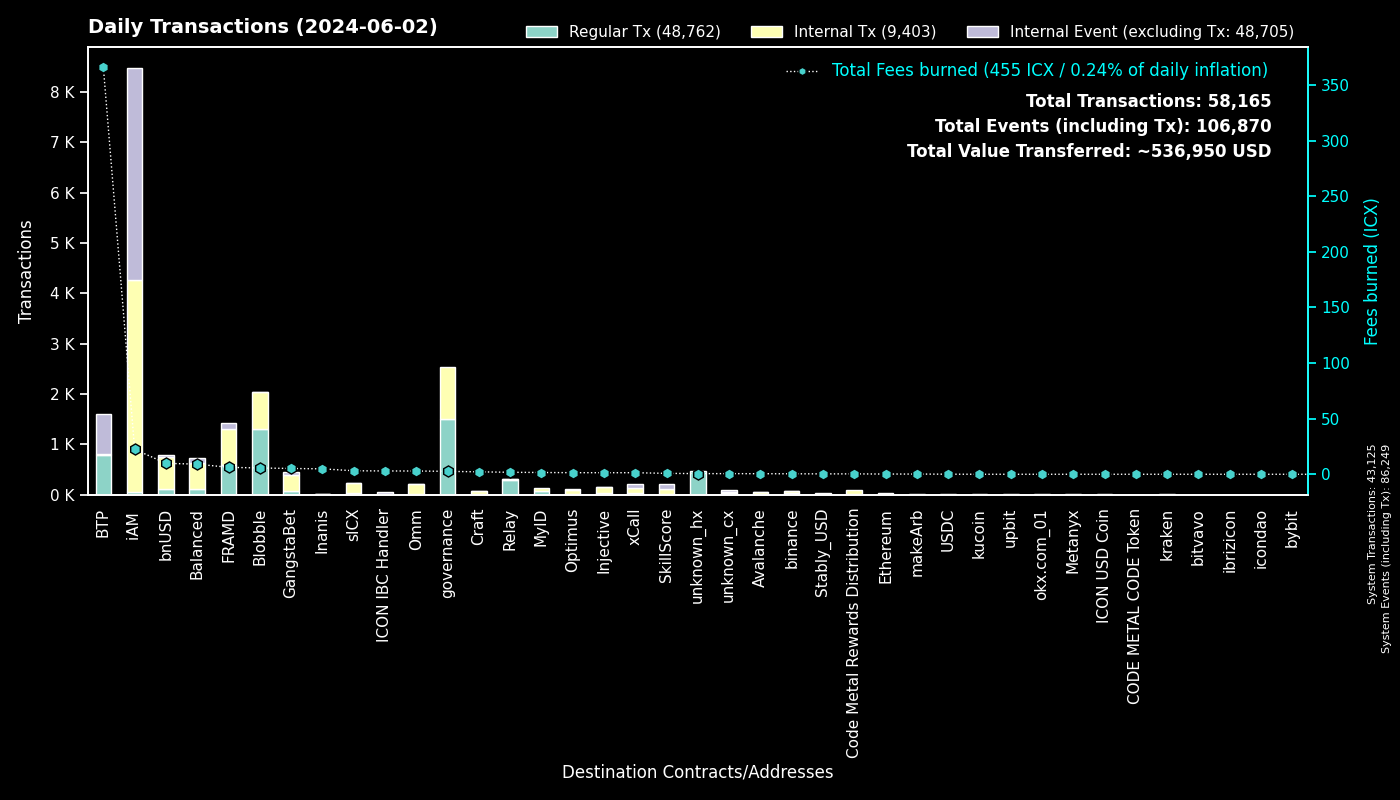 Daily Transactions (2024-06-02)
Regular Tx (48,762)
Internal Tx (9,403)
Internal Event (excluding Tx: 48,705)
Total Fees burned (455 ICX / 0.24% of daily inflation)
Total Transactions: 58,165
Total Events (including Tx): 106,870
Total Value Transferred: ~536,950 USD
Transactions
8 K
7 K
6 K
5 K
4 K
3 K
2 K
1 K
0 K
350
300
250
200
150
100
50
0
Fees burned (ICX)
BTP
iAM
bnUSD
Balanced
FRAMD
Blobble
GangstaBet
Inanis
sICX
ICON IBC Handler
Omm
governance
Craft
Relay
MyID
Optimus
Injective
xCall
SkillScore
unknown_hx
unknown_cx
Avalanche
binance
Stably_USD
Code Metal Rewards Distribution
Ethereum
makeArb
USDC
kucoin
upbit
okx.com_01
Metanyx
ICON USD Coin
CODE METAL CODE Token
kraken
bitvavo
ibrizicon
icondao
bybit
Destination Contracts/Addresses
System Transactions: 43,125
System Events (including Tx): 86,249